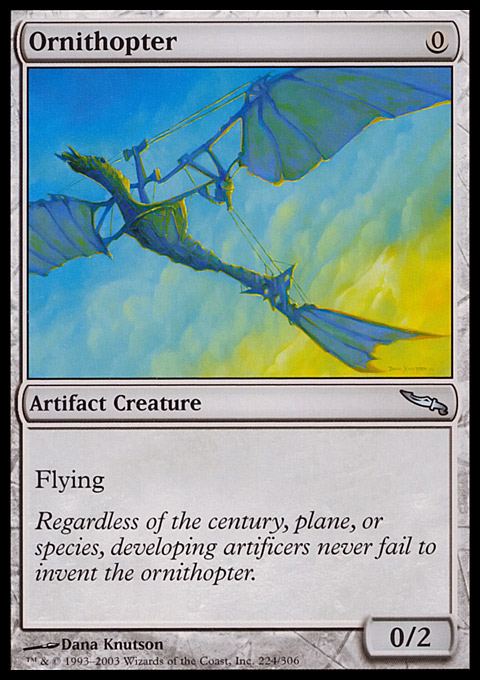 Ornithopter 0
Artifact Creature
Flying
Regardless of the century, plane, or
species, developing artificers never fail to
invent the ornithopter.
Dana Knutson
0/2
™ & © 1993–2003 Wizards of the Coast, Inc. 224/306